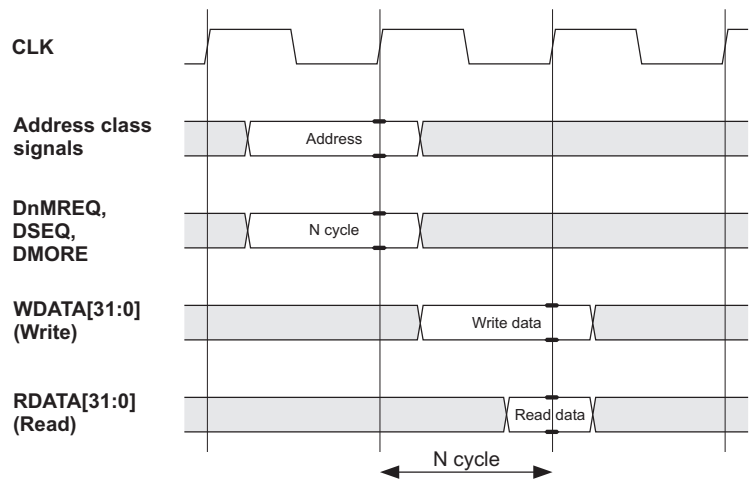 CLK
Address class
signals
Address
DnMREQ,
DSEQ,
DMORE
N cycle
WDATA[31:0]
(Write)
Write data
RDATA[31:0]
(Read)
Read data
N cycle